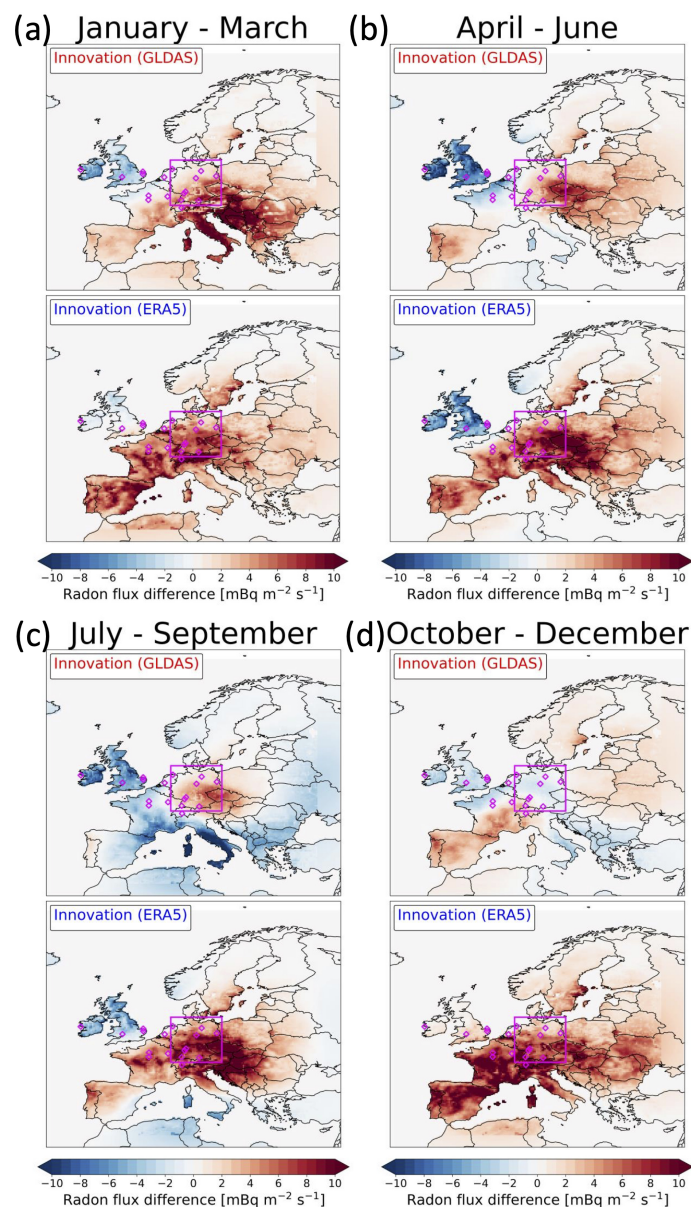 (a) January - March
Innovation (GLDAS)
Innovation (ERA5)
−10 −8 −6 −4 −2 0 2 4 6 8 10
Radon flux difference [mBq m⁻² s⁻¹]
(b) April - June
Innovation (GLDAS)
Innovation (ERA5)
−10 −8 −6 −4 −2 0 2 4 6 8 10
Radon flux difference [mBq m⁻² s⁻¹]
(c) July - September
Innovation (GLDAS)
Innovation (ERA5)
−10 −8 −6 −4 −2 0 2 4 6 8 10
Radon flux difference [mBq m⁻² s⁻¹]
(d) October - December
Innovation (GLDAS)
Innovation (ERA5)
−10 −8 −6 −4 −2 0 2 4 6 8 10
Radon flux difference [mBq m⁻² s⁻¹]